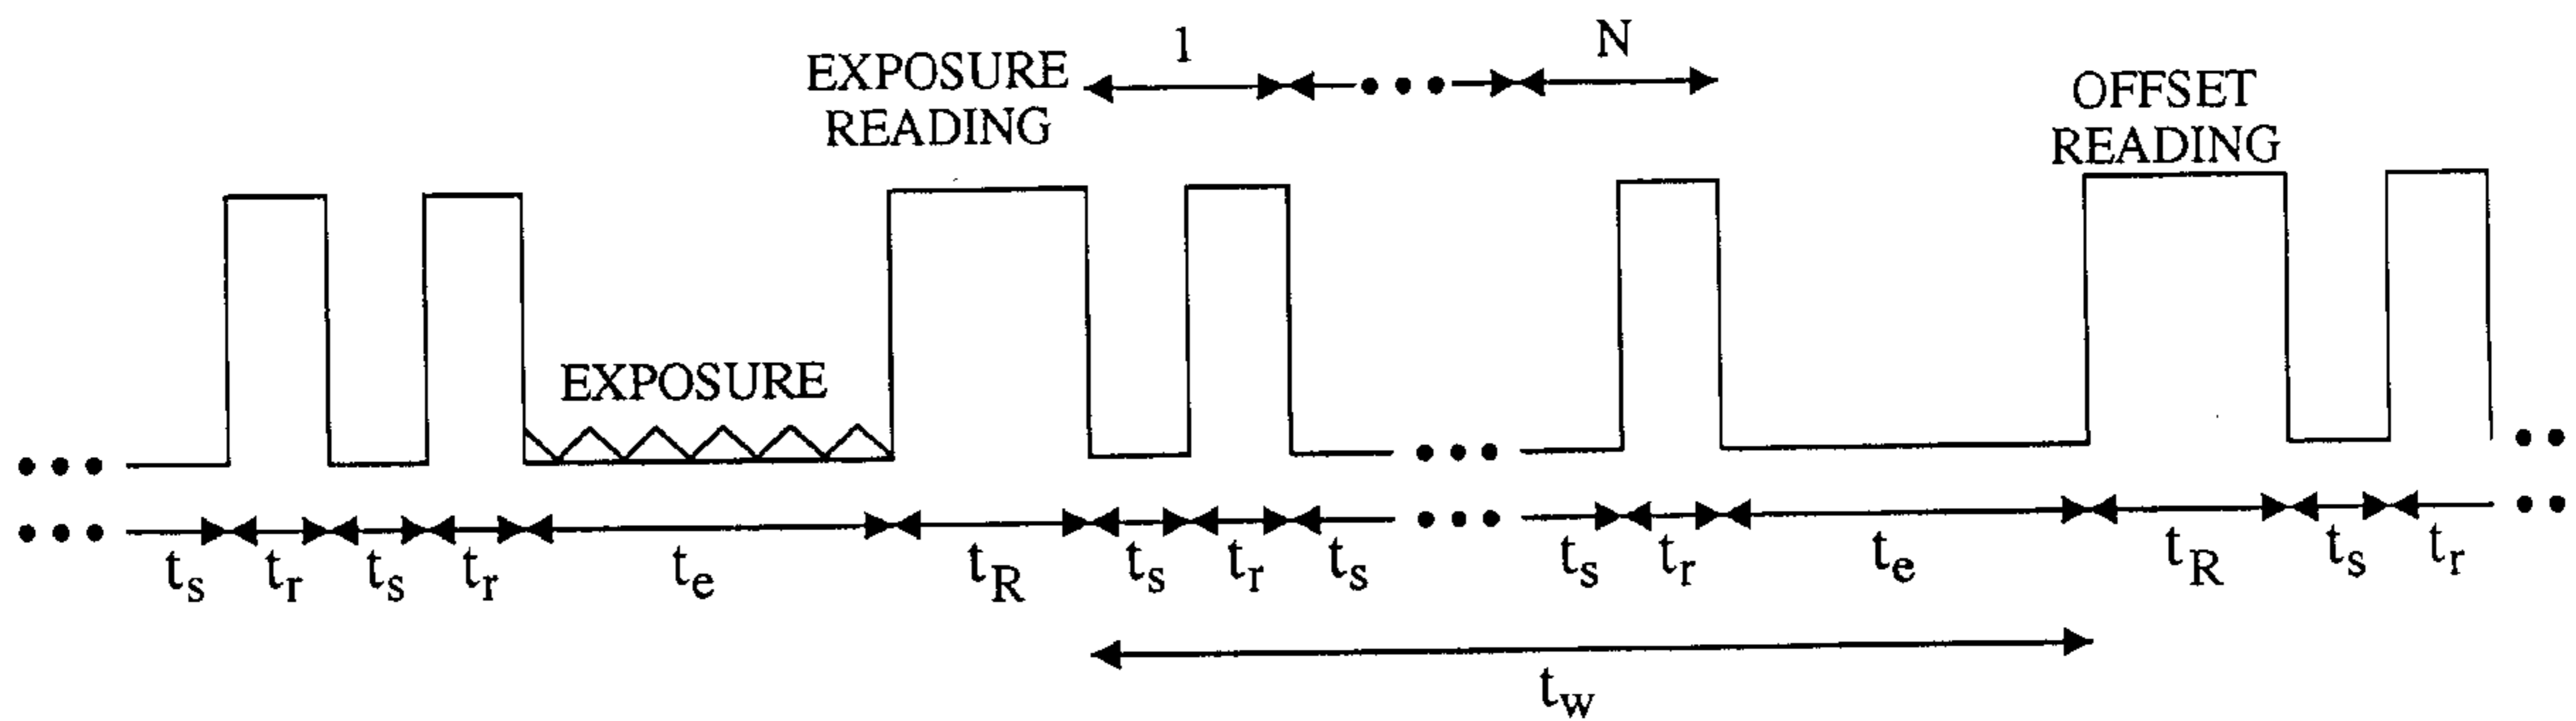 1
N
EXPOSURE
READING
OFFSET
READING
EXPOSURE
ts tr ts tr te tR ts tr ts ts tr te tR ts tr
tw